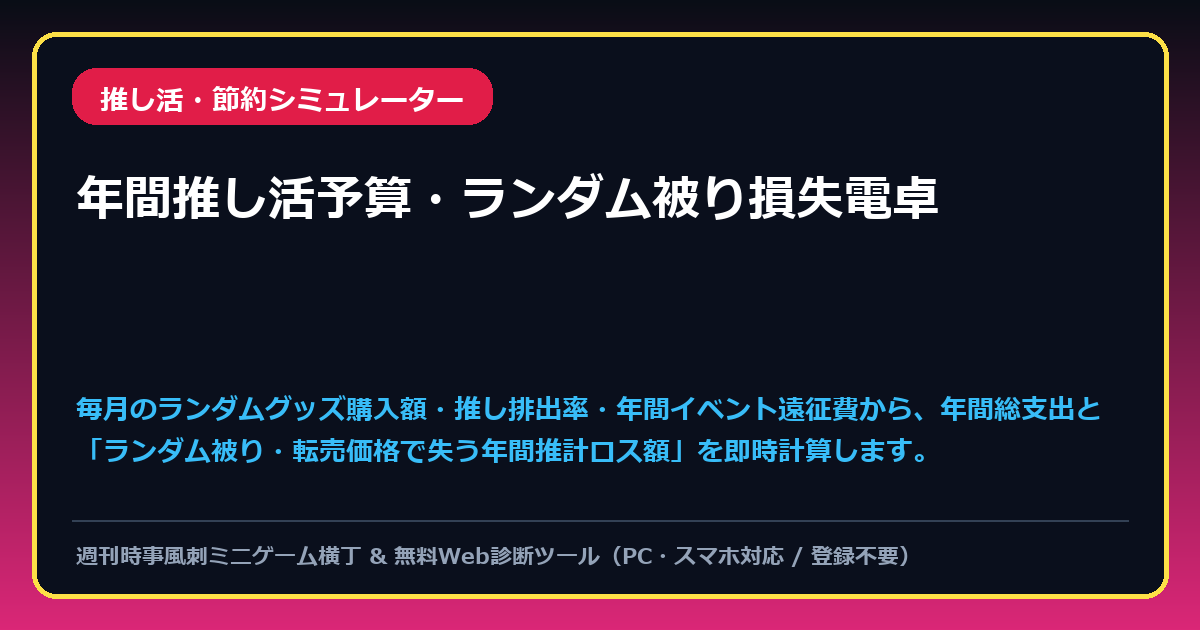 推し活・節約シミュレーター
年間推し活予算・ランダム被り損失電卓
毎月のランダムグッズ購入額・推し排出率・年間イベント遠征費から、年間総支出と
「ランダム被り・転売価格で失う年間推計ロス額」を即時計算します。
週刊時事風刺ミニゲーム横丁 & 無料Web診断ツール（PC・スマホ対応 / 登録不要）